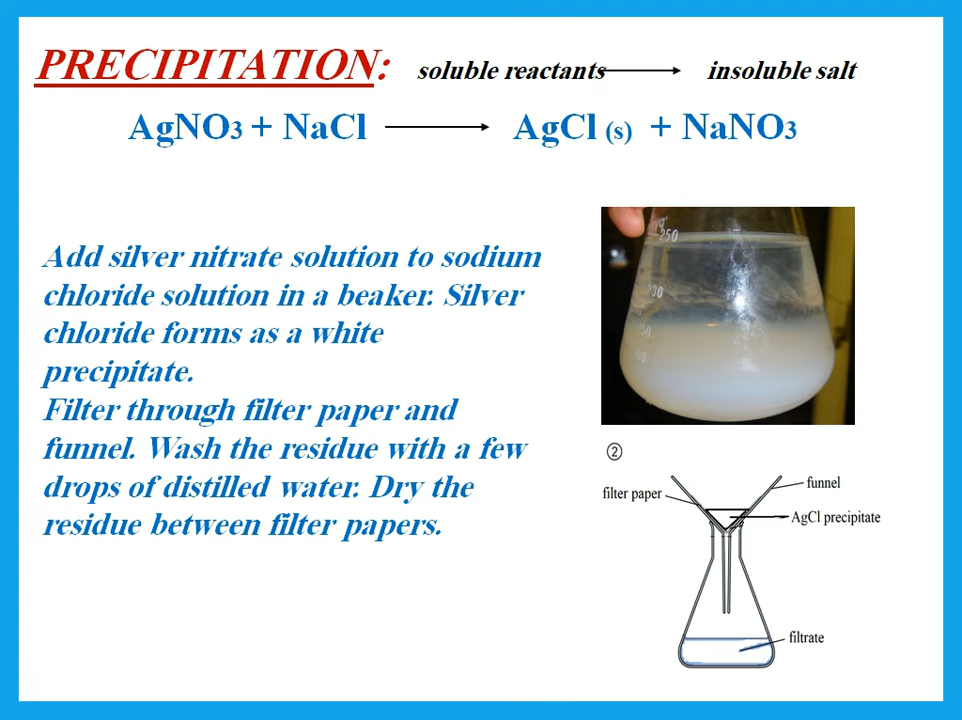 PRECIPITATION: soluble reactants → insoluble salt
AgNO3 + NaCl → AgCl (s) + NaNO3
Add silver nitrate solution to sodium
chloride solution in a beaker. Silver
chloride forms as a white
precipitate.
Filter through filter paper and
funnel. Wash the residue with a few
drops of distilled water. Dry the
residue between filter papers.
250
②
funnel
filter paper
AgCl precipitate
filtrate